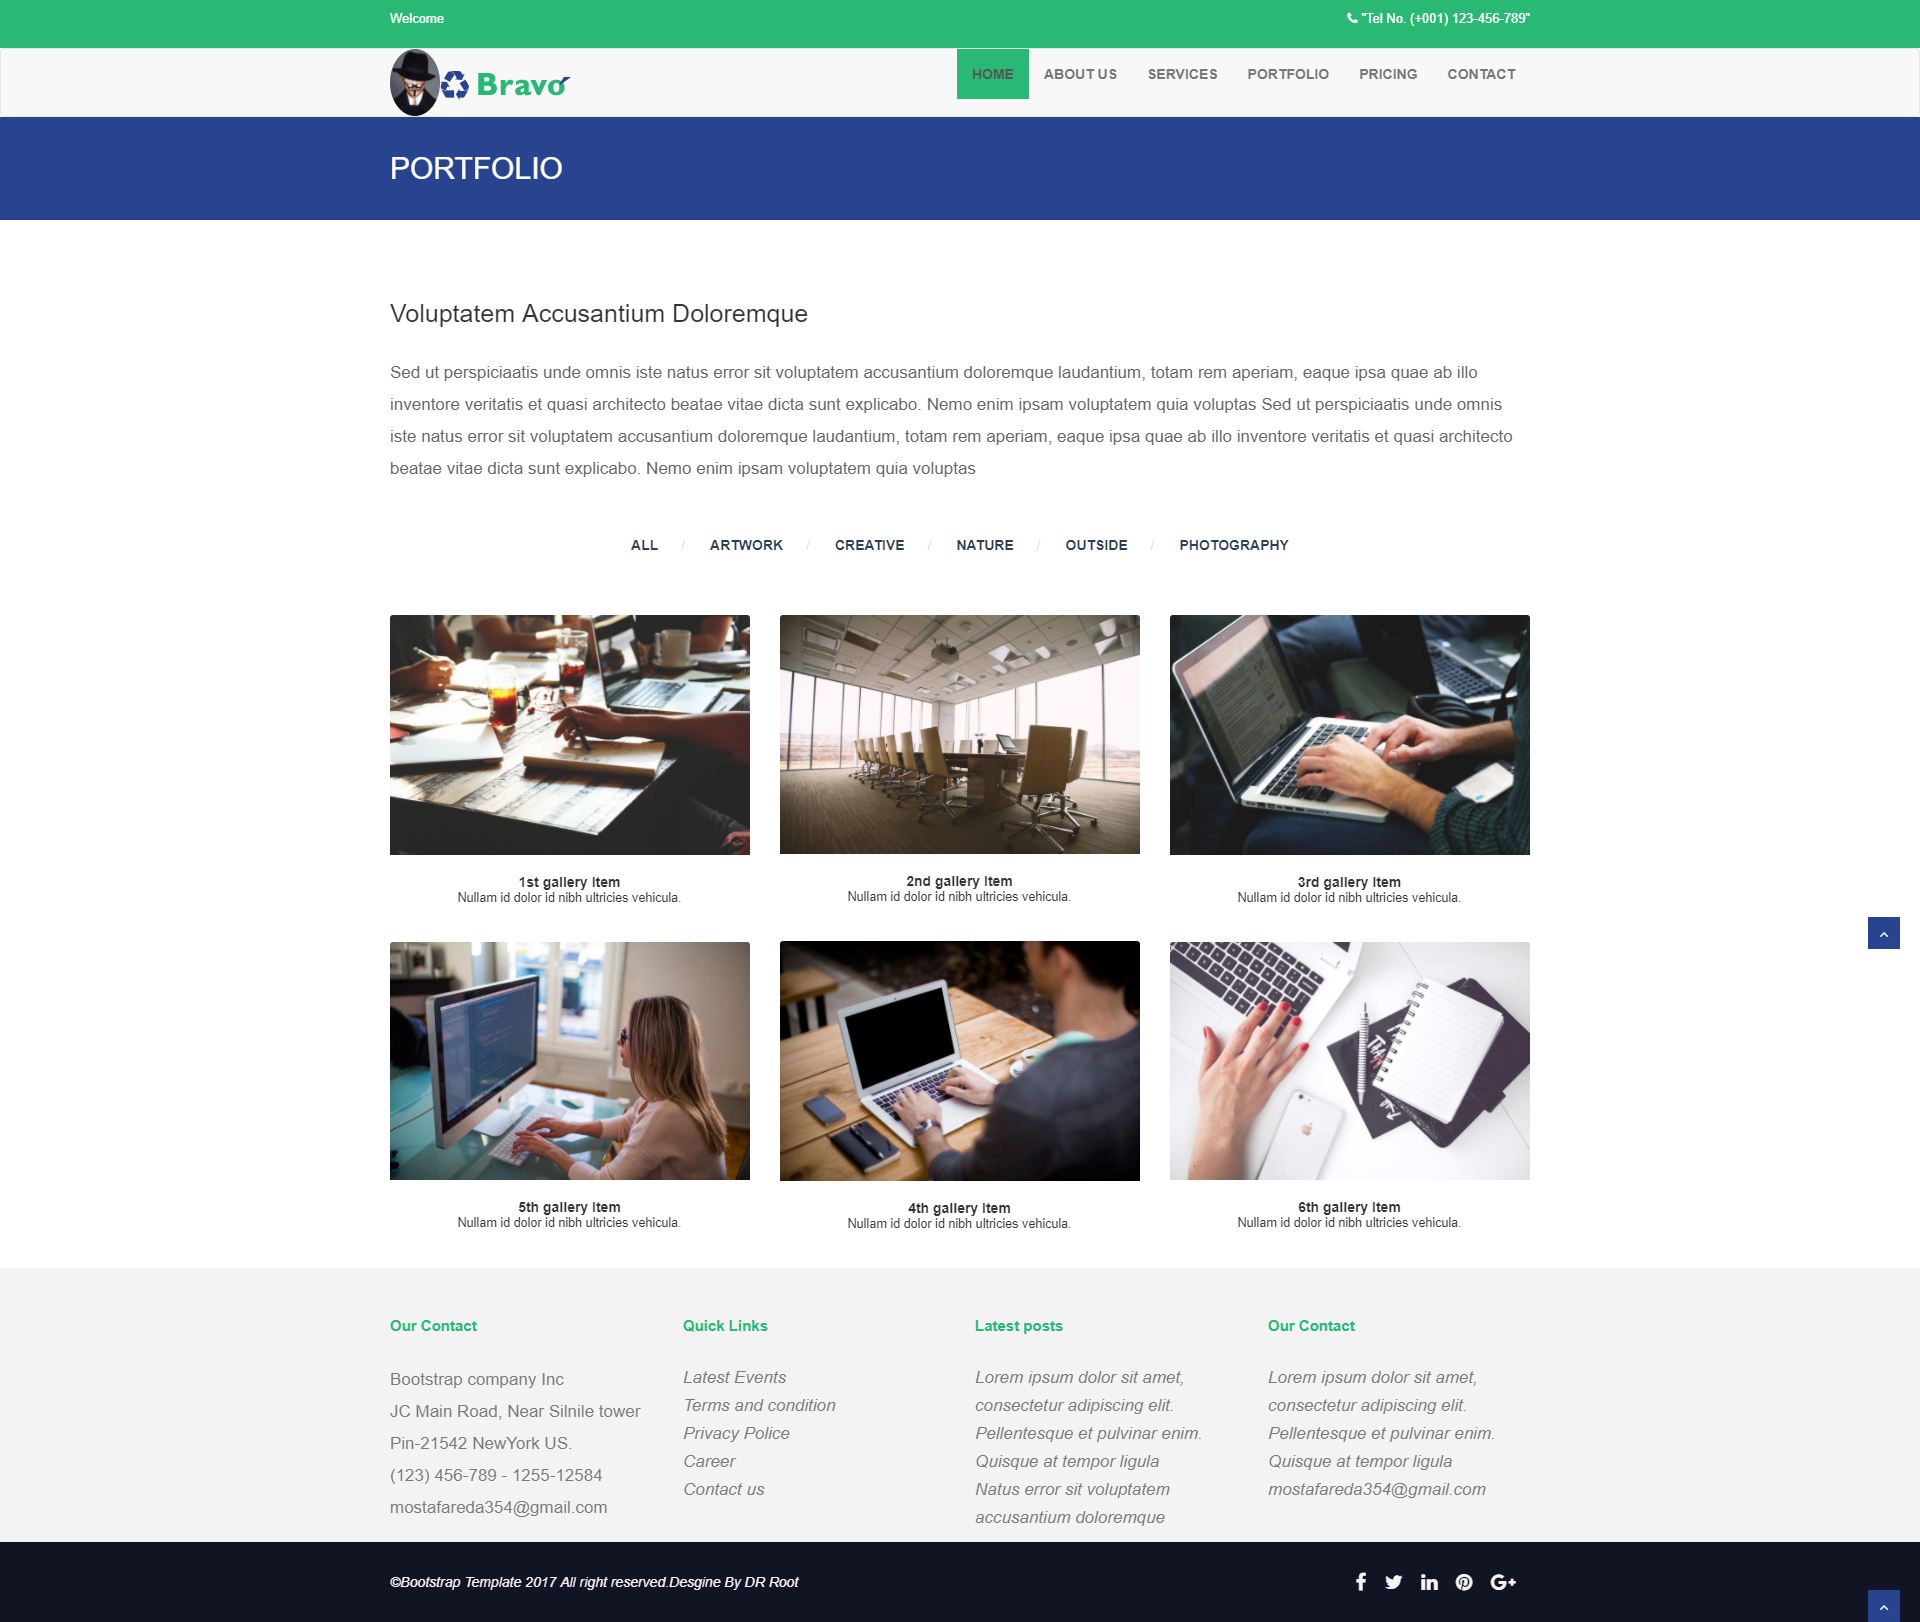 Welcome
"Tel No. (+001) 123-456-789"
Bravo
HOME
ABOUT US
SERVICES
PORTFOLIO
PRICING
CONTACT
PORTFOLIO
Voluptatem Accusantium Doloremque
Sed ut perspiciaatis unde omnis iste natus error sit voluptatem accusantium doloremque laudantium, totam rem aperiam, eaque ipsa quae ab illo
inventore veritatis et quasi architecto beatae vitae dicta sunt explicabo. Nemo enim ipsam voluptatem quia voluptas Sed ut perspiciaatis unde omnis
iste natus error sit voluptatem accusantium doloremque laudantium, totam rem aperiam, eaque ipsa quae ab illo inventore veritatis et quasi architecto
beatae vitae dicta sunt explicabo. Nemo enim ipsam voluptatem quia voluptas
ALL / ARTWORK / CREATIVE / NATURE / OUTSIDE / PHOTOGRAPHY
1st gallery item
Nullam id dolor id nibh ultricies vehicula.
2nd gallery item
Nullam id dolor id nibh ultricies vehicula.
3rd gallery item
Nullam id dolor id nibh ultricies vehicula.
5th gallery item
Nullam id dolor id nibh ultricies vehicula.
4th gallery item
Nullam id dolor id nibh ultricies vehicula.
6th gallery item
Nullam id dolor id nibh ultricies vehicula.
Our Contact
Bootstrap company Inc
JC Main Road, Near Silnile tower
Pin-21542 NewYork US.
(123) 456-789 - 1255-12584
mostafareda354@gmail.com
Quick Links
Latest Events
Terms and condition
Privacy Police
Career
Contact us
Latest posts
Lorem ipsum dolor sit amet,
consectetur adipiscing elit.
Pellentesque et pulvinar enim.
Quisque at tempor ligula
Natus error sit voluptatem
accusantium doloremque
Our Contact
Lorem ipsum dolor sit amet,
consectetur adipiscing elit.
Pellentesque et pulvinar enim.
Quisque at tempor ligula
mostafareda354@gmail.com
©Bootstrap Template 2017 All right reserved.Desgine By DR Root